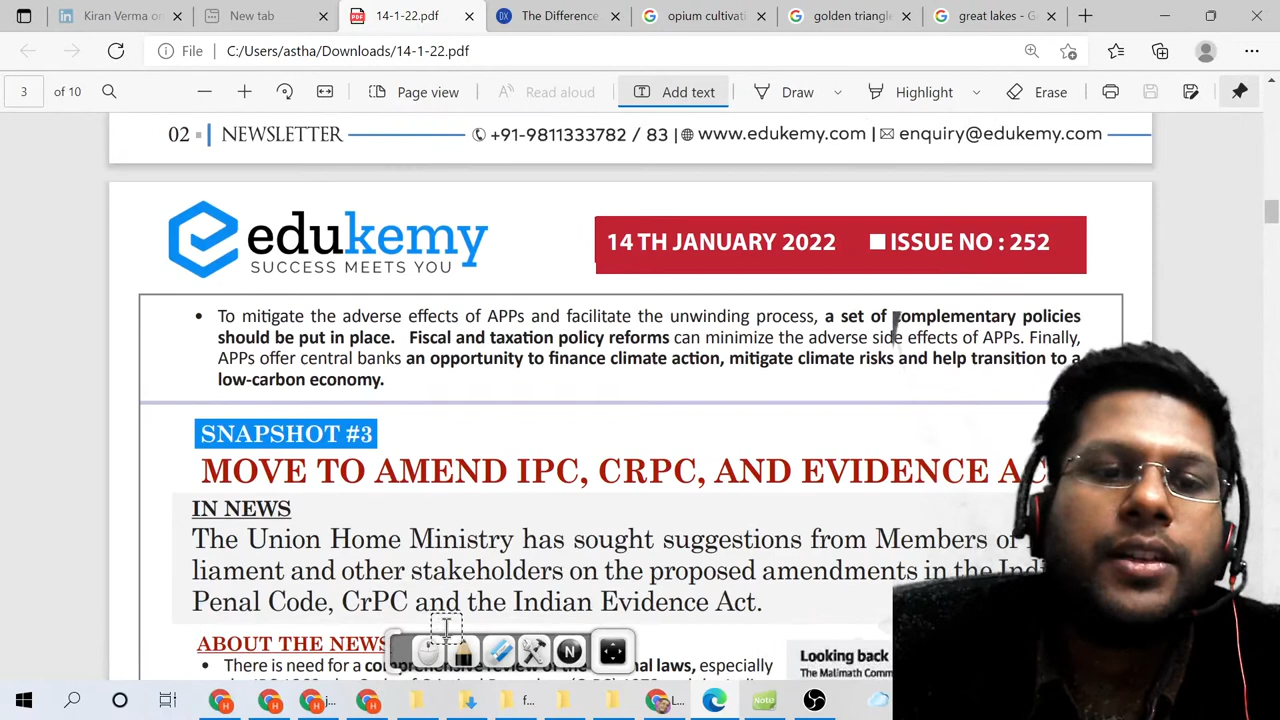 Kiran Verma or
New tab
14-1-22.pdf
The Difference
opium cultivati
golden triangle
great lakes - G
File
C:/Users/astha/Downloads/14-1-22.pdf
3 of 10
Page view
Read aloud
Add text
Draw
Highlight
Erase
02 NEWSLETTER
+91-9811333782 / 83 | www.edukemy.com | enquiry@edukemy.com
edukemy
SUCCESS MEETS YOU
14 TH JANUARY 2022 ISSUE NO : 252
• To mitigate the adverse effects of APPs and facilitate the unwinding process, a set of complementary policies
should be put in place. Fiscal and taxation policy reforms can minimize the adverse side effects of APPs. Finally,
APPs offer central banks an opportunity to finance climate action, mitigate climate risks and help transition to a
low-carbon economy.
SNAPSHOT #3
MOVE TO AMEND IPC, CRPC, AND EVIDENCE AC
IN NEWS
The Union Home Ministry has sought suggestions from Members of
liament and other stakeholders on the proposed amendments in the Indi
Penal Code, CrPC and the Indian Evidence Act.
ABOUT THE NEWS
• There is need for a comprehensive review of the laws, especially
Looking back
The Malimath Comm
N